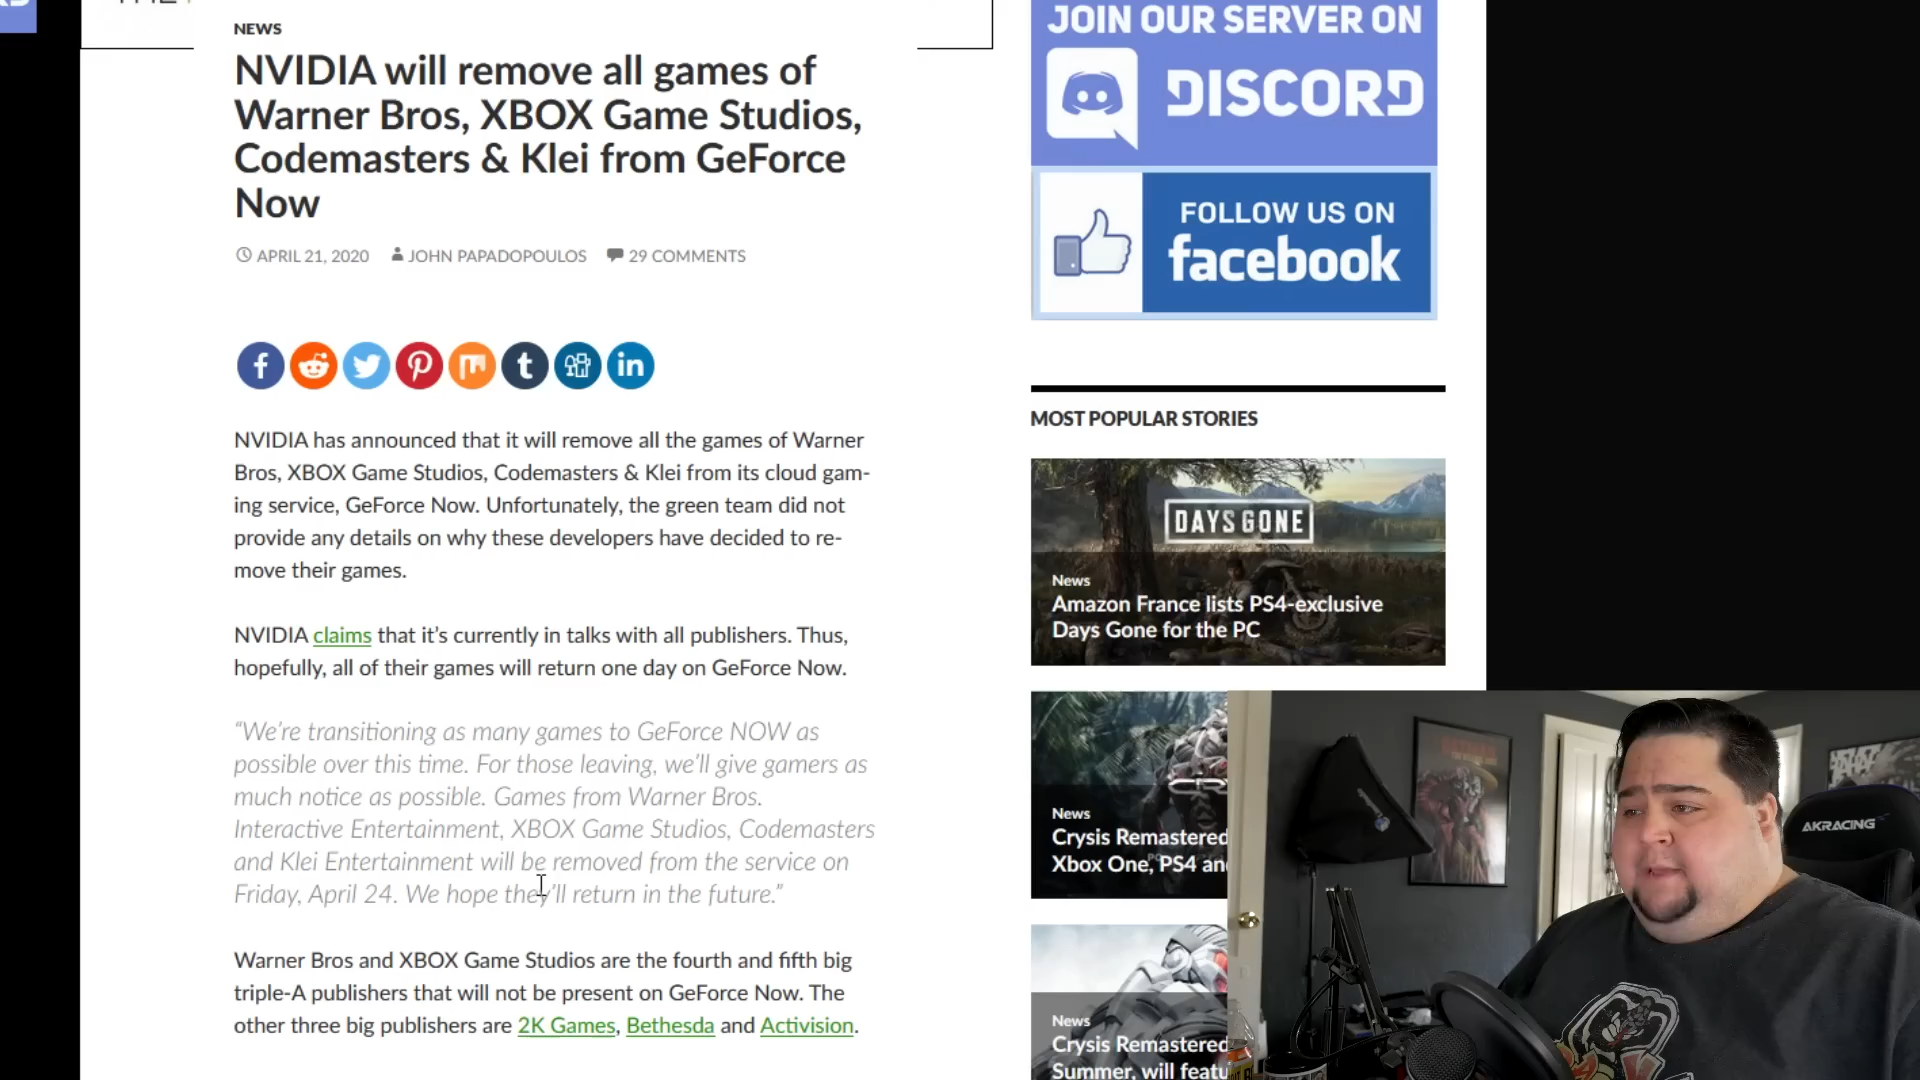 NEWS
NVIDIA will remove all games of
Warner Bros, XBOX Game Studios,
Codemasters & Klei from GeForce
Now
APRIL 21, 2020 JOHN PAPADOPOULOS 29 COMMENTS
NVIDIA has announced that it will remove all the games of Warner
Bros, XBOX Game Studios, Codemasters & Klei from its cloud gam-
ing service, GeForce Now. Unfortunately, the green team did not
provide any details on why these developers have decided to re-
move their games.
NVIDIA claims that it’s currently in talks with all publishers. Thus,
hopefully, all of their games will return one day on GeForce Now.
“We’re transitioning as many games to GeForce NOW as
possible over this time. For those leaving, we’ll give gamers as
much notice as possible. Games from Warner Bros.
Interactive Entertainment, XBOX Game Studios, Codemasters
and Klei Entertainment will be removed from the service on
Friday, April 24. We hope they’ll return in the future.”
Warner Bros and XBOX Game Studios are the fourth and fifth big
triple-A publishers that will not be present on GeForce Now. The
other three big publishers are 2K Games, Bethesda and Activision.
JOIN OUR SERVER ON
DISCORD
FOLLOW US ON
facebook
MOST POPULAR STORIES
DAYS GONE
News
Amazon France lists PS4-exclusive
Days Gone for the PC
News
Crysis Remastered
Xbox One, PS4 an
News
Crysis Remastered
Summer, will featu
AKRACING